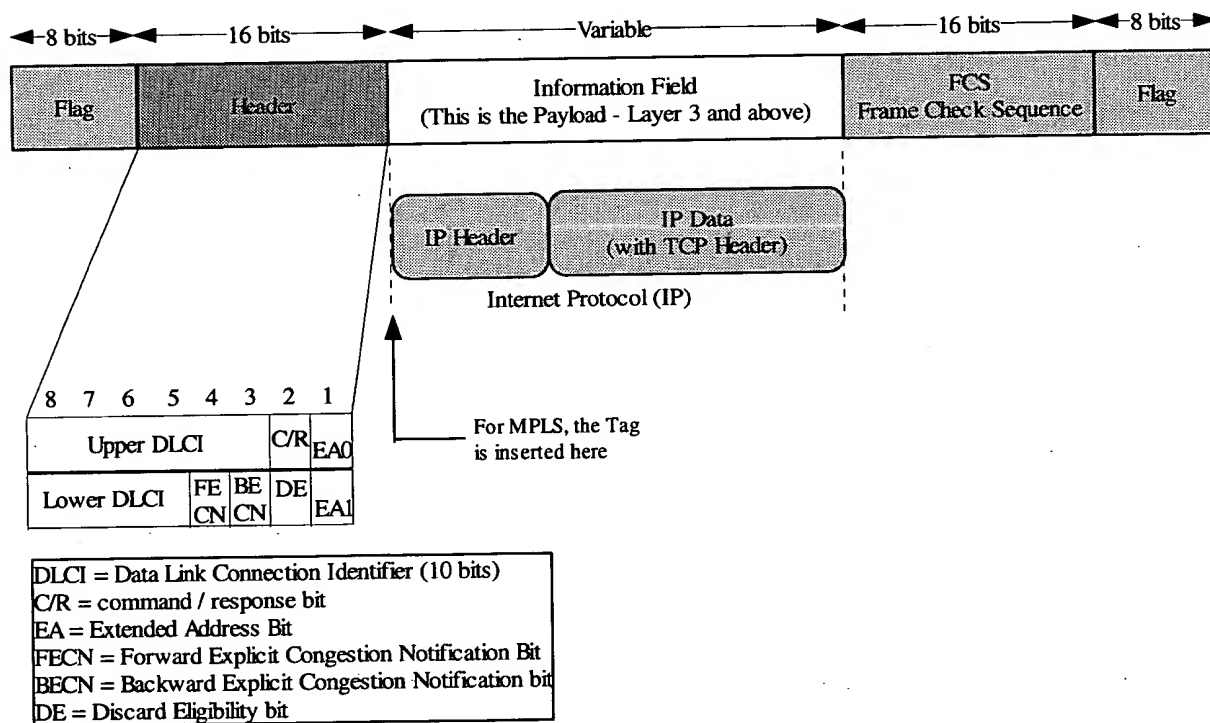 8 bits 16 bits Variable 16 bits 8 bits
Flag
Header
Information Field
(This is the Payload - Layer 3 and above)
FCS
Frame Check Sequence
Flag
IP Header
IP Data
(with TCP Header)
Internet Protocol (IP)
8 7 6 5 4 3 2 1
Upper DLCI C/R EA0
Lower DLCI FE CN BE CN DE EA1
For MPLS, the Tag
is inserted here
DLCI = Data Link Connection Identifier (10 bits)
C/R = command / response bit
EA = Extended Address Bit
FECN = Forward Explicit Congestion Notification Bit
BECN = Backward Explicit Congestion Notification bit
DE = Discard Eligibility bit